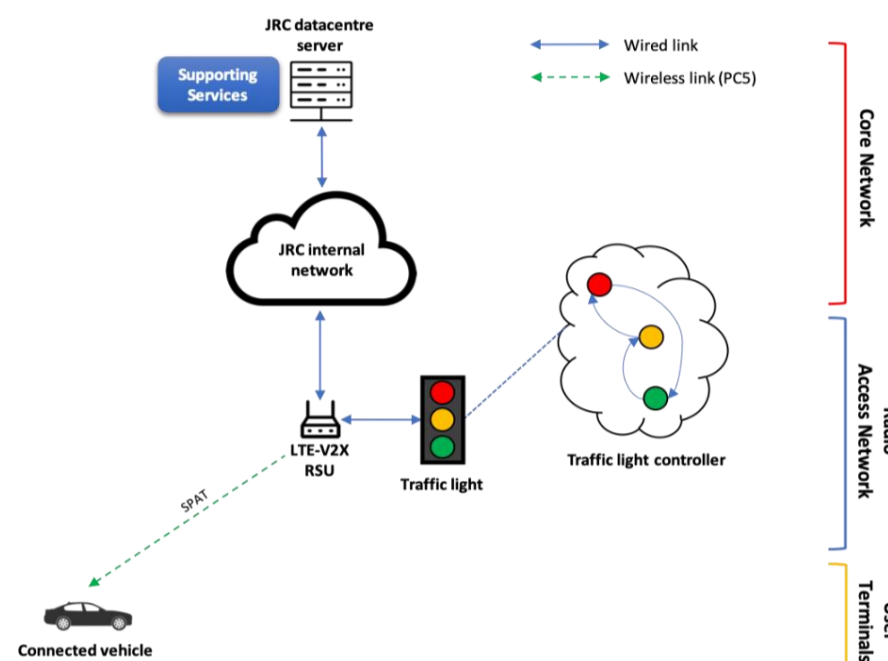 JRC datacentre
server
Supporting
Services
Wired link
Wireless link (PC5)
Core Network
JRC internal
network
LTE-V2X
RSU
Traffic light
Traffic light controller
Access Network
SPAT
Connected vehicle
Terminals